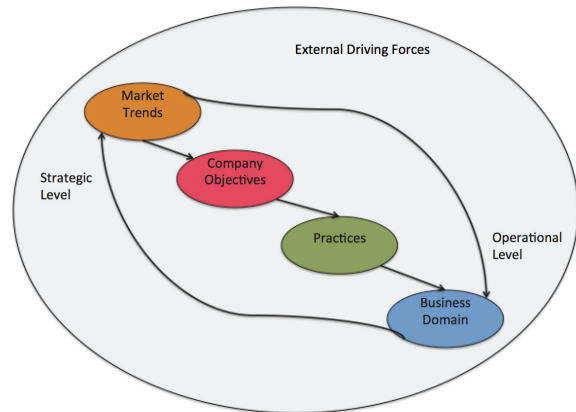 External Driving Forces
Market
Trends
Company
Objectives
Strategic
Level
Practices
Operational
Level
Business
Domain